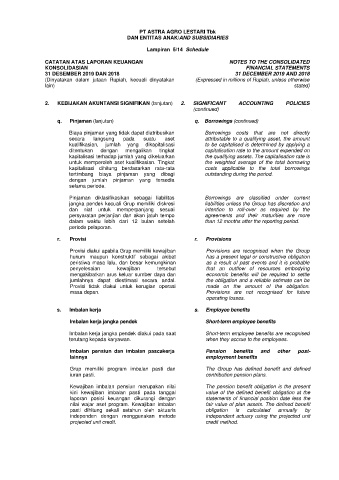 PT ASTRA AGRO LESTARI Tbk
DAN ENTITAS ANAK/AND SUBSIDIARIES
Lampiran 5/14 Schedule
CATATAN ATAS LAPORAN KEUANGAN
KONSOLIDASIAN
31 DESEMBER 2019 DAN 2018
(Dinyatakan dalam jutaan Rupiah, kecuali dinyatakan
lain)
NOTES TO THE CONSOLIDATED
FINANCIAL STATEMENTS
31 DECEMBER 2019 AND 2018
(Expressed in millions of Rupiah, unless otherwise
stated)
2. KEBIJAKAN AKUNTANSI SIGNIFIKAN (lanjutan)
q. Pinjaman (lanjutan)
Biaya pinjaman yang tidak dapat distribusikan
secara langsung pada suatu aset
kualifikasian, jumlah yang dikapitalisasi
ditentukan dengan mengalikan tingkat
kapitalisasi terhadap jumlah yang dikeluarkan
untuk memperoleh aset kualifikasian. Tingkat
kapitalisasi dihitung berdasarkan rata-rata
tertimbang biaya pinjaman yang dibagi
dengan jumlah pinjaman yang tersedia
selama periode.
Pinjaman diklasifikasikan sebagai liabilitas
jangka pendek kecuali Grup memiliki diskresi
dan niat untuk memperpanjang sesuai
persyaratan perjanjian dan akan jatuh tempo
dalam waktu lebih dari 12 bulan setelah
periode pelaporan.
r. Provisi
Provisi diakui apabila Grup memiliki kewajiban
hukum maupun konstruktif sebagai akibat
peristiwa masa lalu, dan besar kemungkinan
penyelesaian kewajiban tersebut
mengakibatkan arus keluar sumber daya dan
jumlahnya dapat diestimasi secara andal.
Provisi tidak diakui untuk kerugian operasi
masa depan.
s. Imbalan kerja
Imbalan kerja jangka pendek
Imbalan kerja jangka pendek diakui pada saat
terutang kepada karyawan.
Imbalan pensiun dan imbalan pascakerja
lainnya
Grup memiliki program imbalan pasti dan
iuran pasti.
Kewajiban imbalan pensiun merupakan nilai
kini kewajiban imbalan pasti pada tanggal
laporan posisi keuangan dikurangi dengan
nilai wajar aset program. Kewajiban imbalan
pasti dihitung sekali setahun oleh aktuaris
independen dengan menggunakan metode
projected unit credit.
2. SIGNIFICANT ACCOUNTING POLICIES
(continued)
q. Borrowings (continued)
Borrowing costs that are not directly
attributable to a qualifying asset, the amount
to be capitalised is determined by applying a
capitalisation rate to the amount expended on
the qualifying assets. The capitalisation rate is
the weighted average of the total borrowing
costs applicable to the total borrowings
outstanding during the period.
Borrowings are classified under current
liabilities unless the Group has discretion and
intention to roll-over as required by the
agreements and their maturities are more
than 12 months after the reporting period.
r. Provisions
Provisions are recognised when the Group
has a present legal or constructive obligation
as a result of past events and it is probable
that an outflow of resources embodying
economic benefits will be required to settle
the obligation and a reliable estimate can be
made on the amount of the obligation.
Provisions are not recognised for future
operating losses.
s. Employee benefits
Short-term employee benefits
Short-term employee benefits are recognised
when they accrue to the employees.
Pension benefits and other post-
employment benefits
The Group has defined benefit and defined
contribution pension plans.
The pension benefit obligation is the present
value of the defined benefit obligation at the
statements of financial position date less the
fair value of plan assets. The defined benefit
obligation is calculated annually by
independent actuary using the projected unit
credit method.